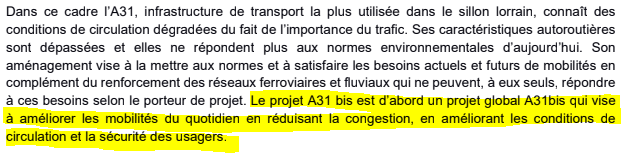 Dans ce cadre l'A31, infrastructure de transport la plus utilisée dans le sillon lorrain, connaît des
conditions de circulation dégradées du fait de l'importance du trafic. Ses caractéristiques autoroutières
sont dépassées et elles ne répondent plus aux normes environnementales d'aujourd'hui. Son
aménagement vise à la mettre aux normes et à satisfaire les besoins actuels et futurs de mobilités en
complément du renforcement des réseaux ferroviaires et fluviaux qui ne peuvent, à eux seuls, répondre
à ces besoins selon le porteur de projet. Le projet A31 bis est d'abord un projet global A31bis qui vise
à améliorer les mobilités du quotidien en réduisant la congestion, en améliorant les conditions de
circulation et la sécurité des usagers.